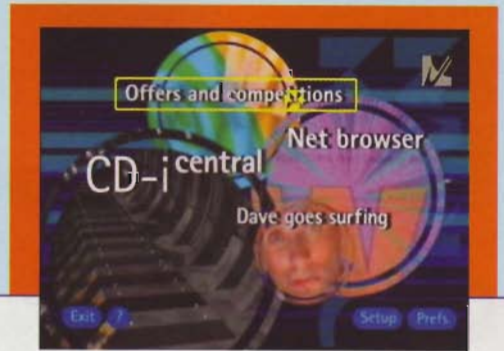 Offers and competitions
Net browser
CD-i central
Dave goes surfing
Exit
?
Setup
Prefs.